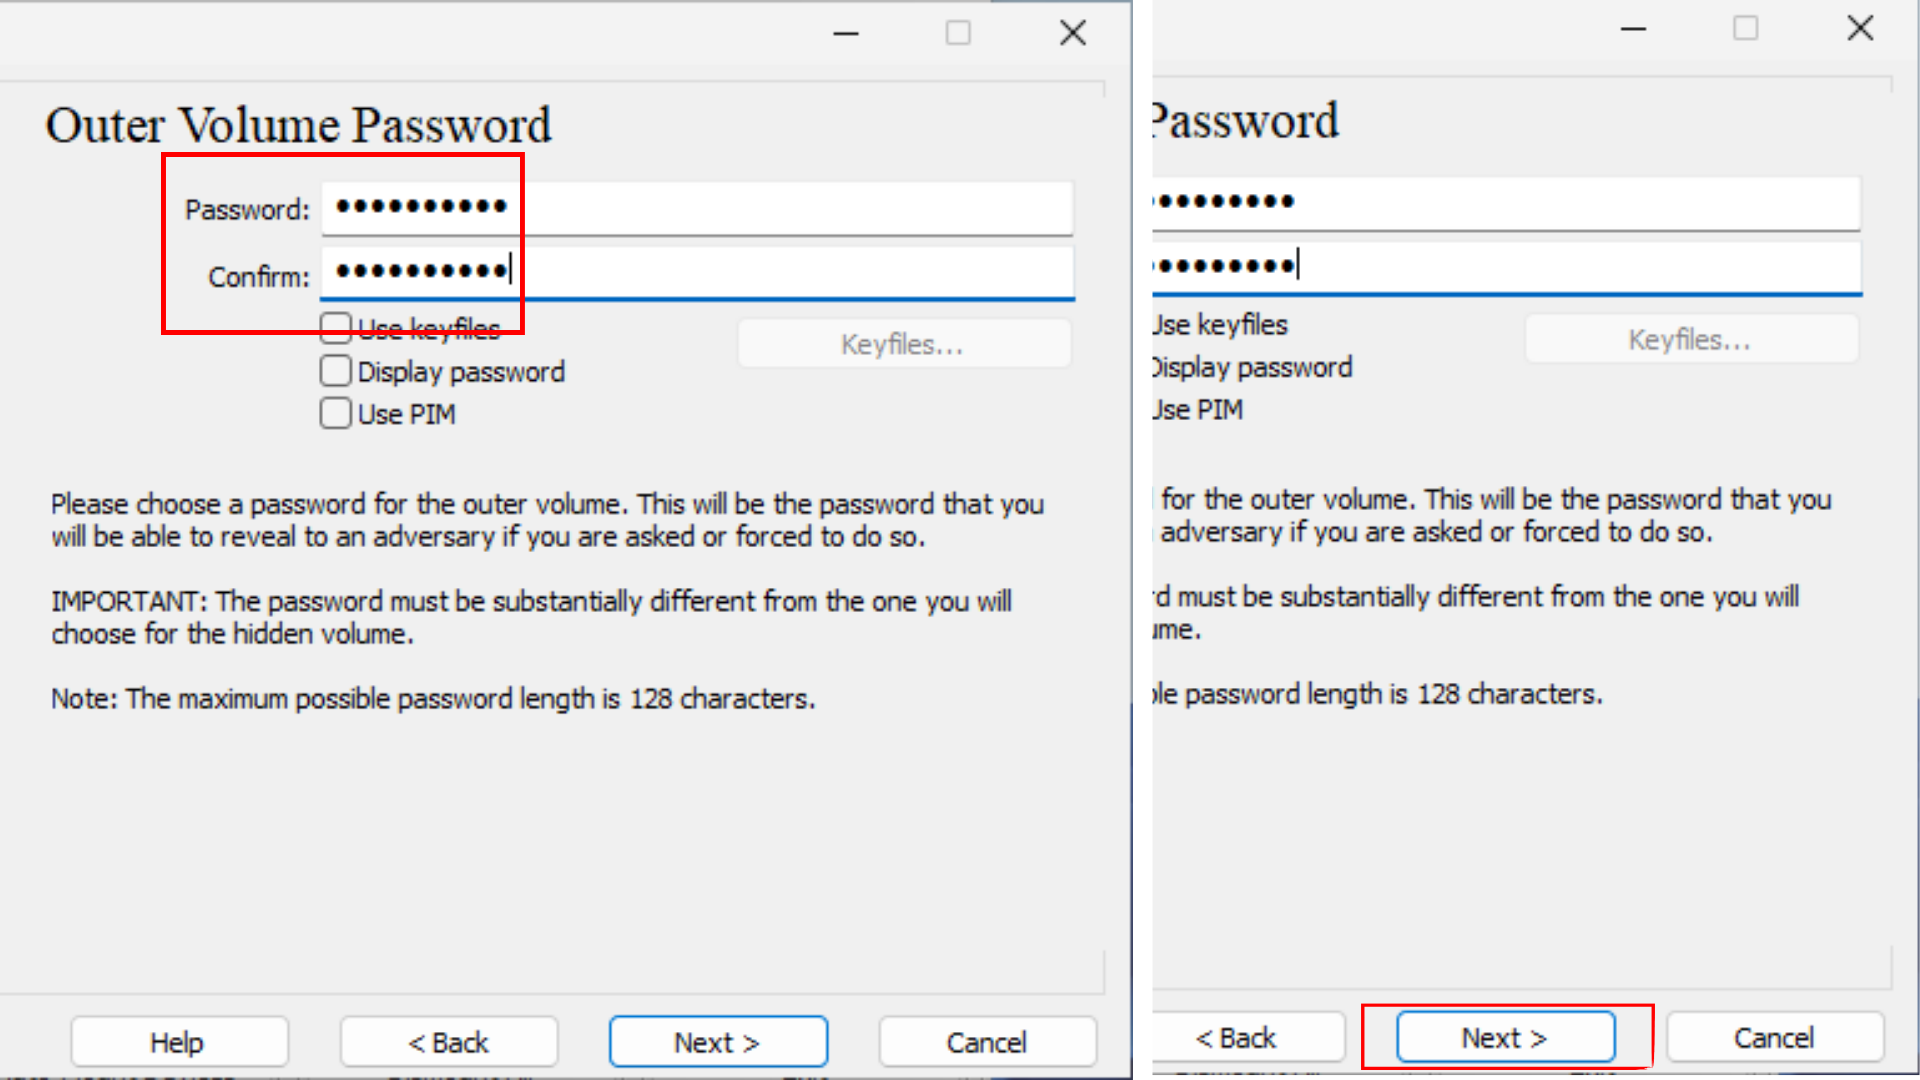 Outer Volume Password
Password: ••••••••••
Confirm: ••••••••••
Use keyfiles
Keyfiles...
Display password
Use PIM
Please choose a password for the outer volume. This will be the password that you
will be able to reveal to an adversary if you are asked or forced to do so.
IMPORTANT: The password must be substantially different from the one you will
choose for the hidden volume.
Note: The maximum possible password length is 128 characters.
Help
< Back
Next >
Cancel
Password
•••••••••
•••••••••
Use keyfiles
Keyfiles...
Display password
Use PIM
for the outer volume. This will be the password that you
adversary if you are asked or forced to do so.
must be substantially different from the one you will
password length is 128 characters.
< Back
Next >
Cancel